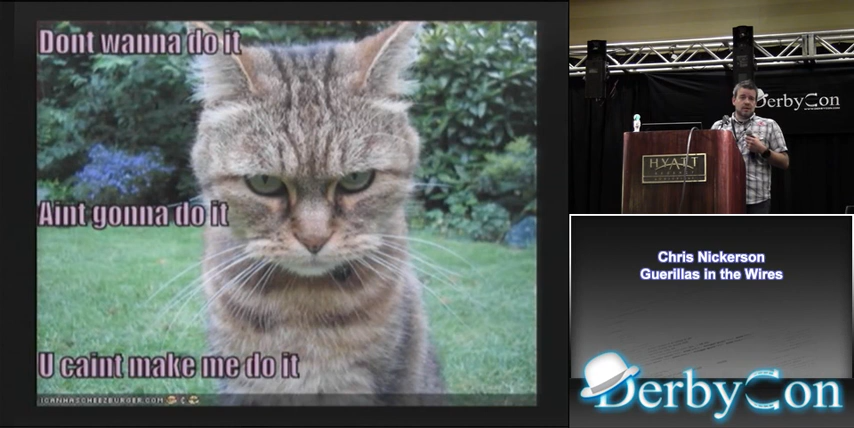 Dont wanna do it
Aint gonna do it
U caint make me do it
ICANHASCHEEZBURGER.COM
DerbyCon
HYATT
Chris Nickerson
Guerillas in the Wires
DerbyCon